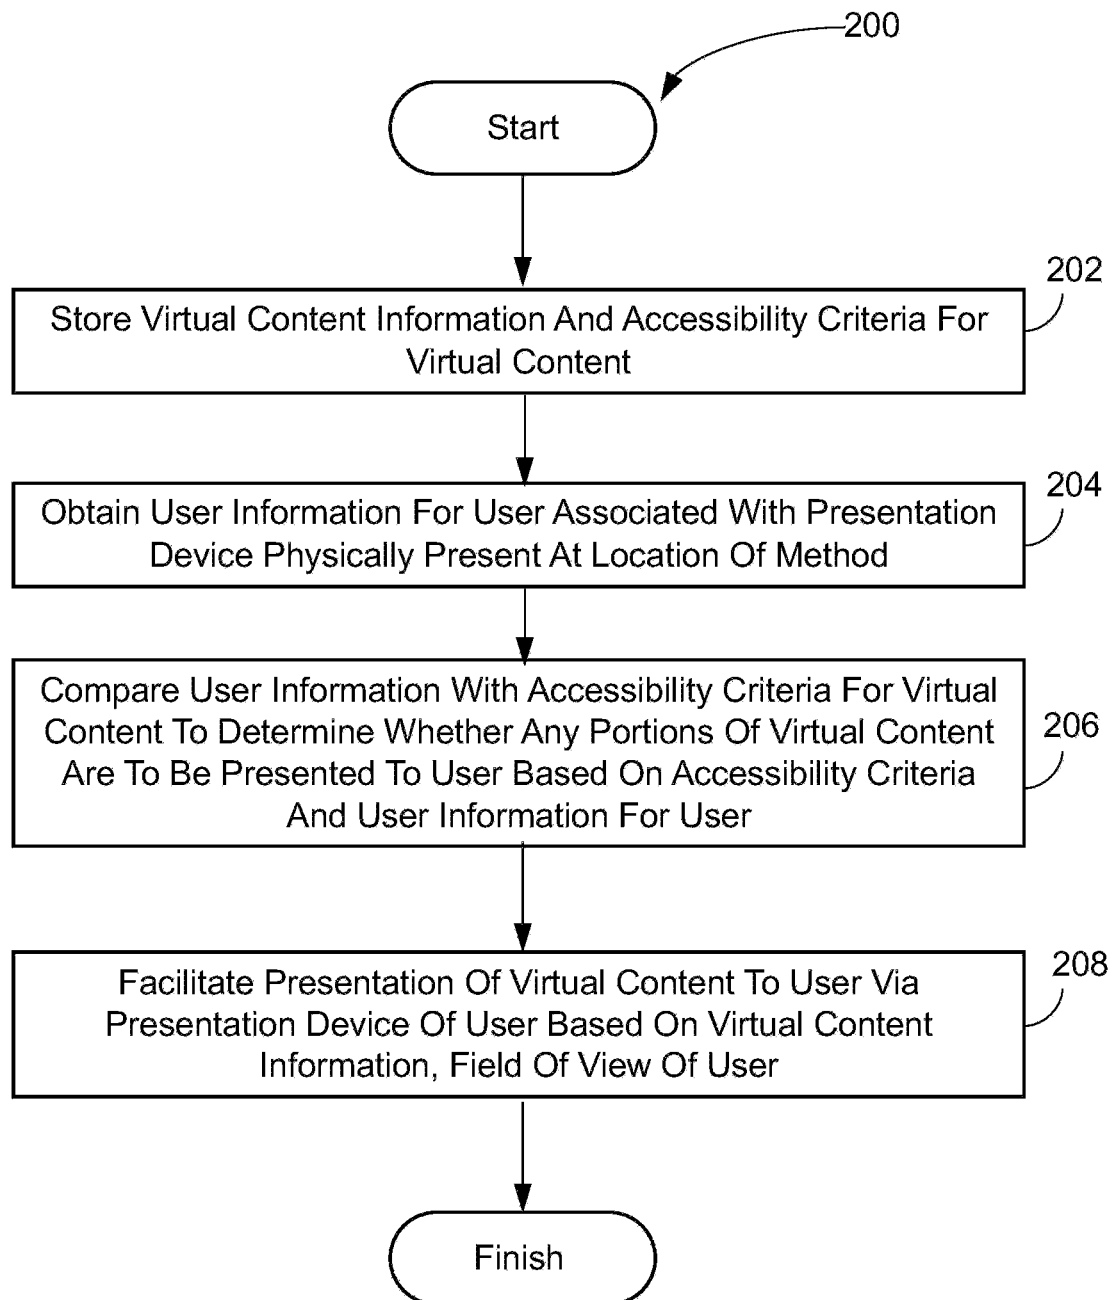 200
Start
202
Store Virtual Content Information And Accessibility Criteria For
Virtual Content
204
Obtain User Information For User Associated With Presentation
Device Physically Present At Location Of Method
206
Compare User Information With Accessibility Criteria For Virtual
Content To Determine Whether Any Portions Of Virtual Content
Are To Be Presented To User Based On Accessibility Criteria
And User Information For User
208
Facilitate Presentation Of Virtual Content To User Via
Presentation Device Of User Based On Virtual Content
Information, Field Of View Of User
Finish